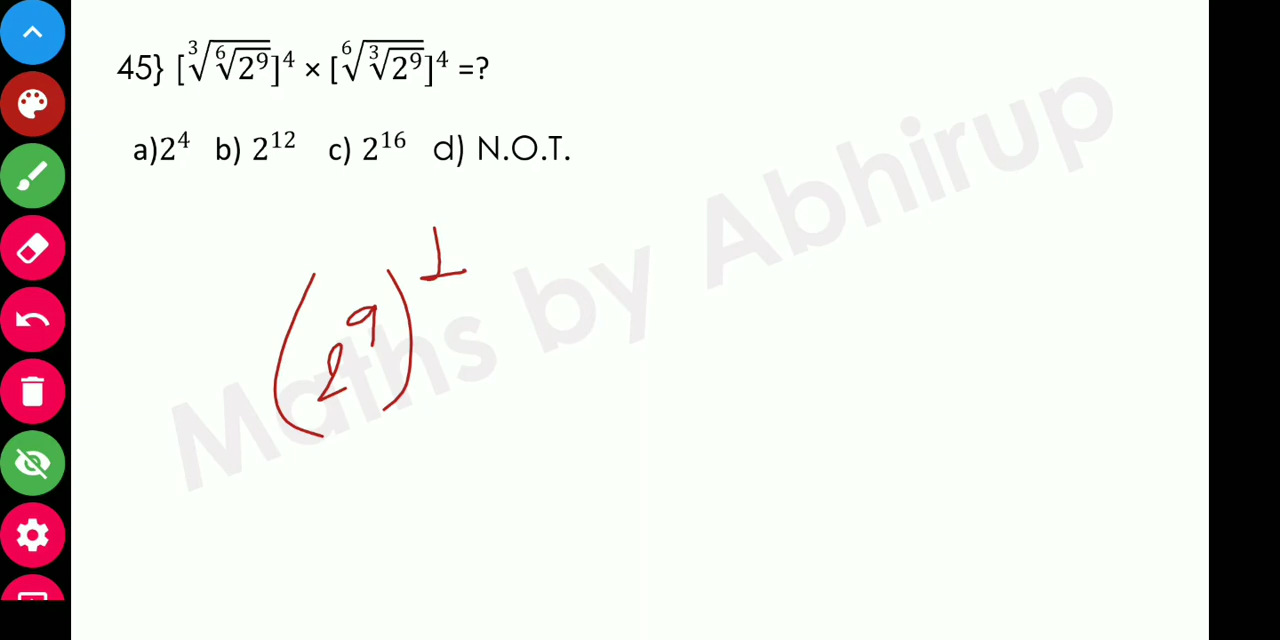 45} [∛(⁶√2⁹)]⁴ × [⁶√(∛2⁹)]⁴ =?
a)2⁴ b) 2¹² c) 2¹⁶ d) N.O.T.
(2⁹)¹
Maths by Abhirup